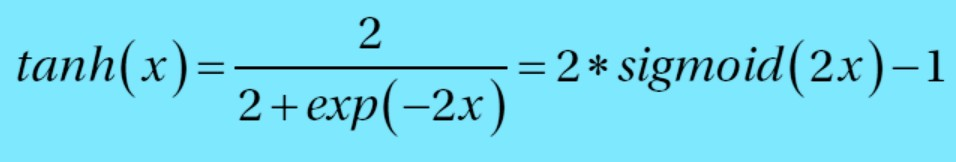 tanh(x) = 2 / (2 + exp(−2x)) = 2 * sigmoid(2x) − 1